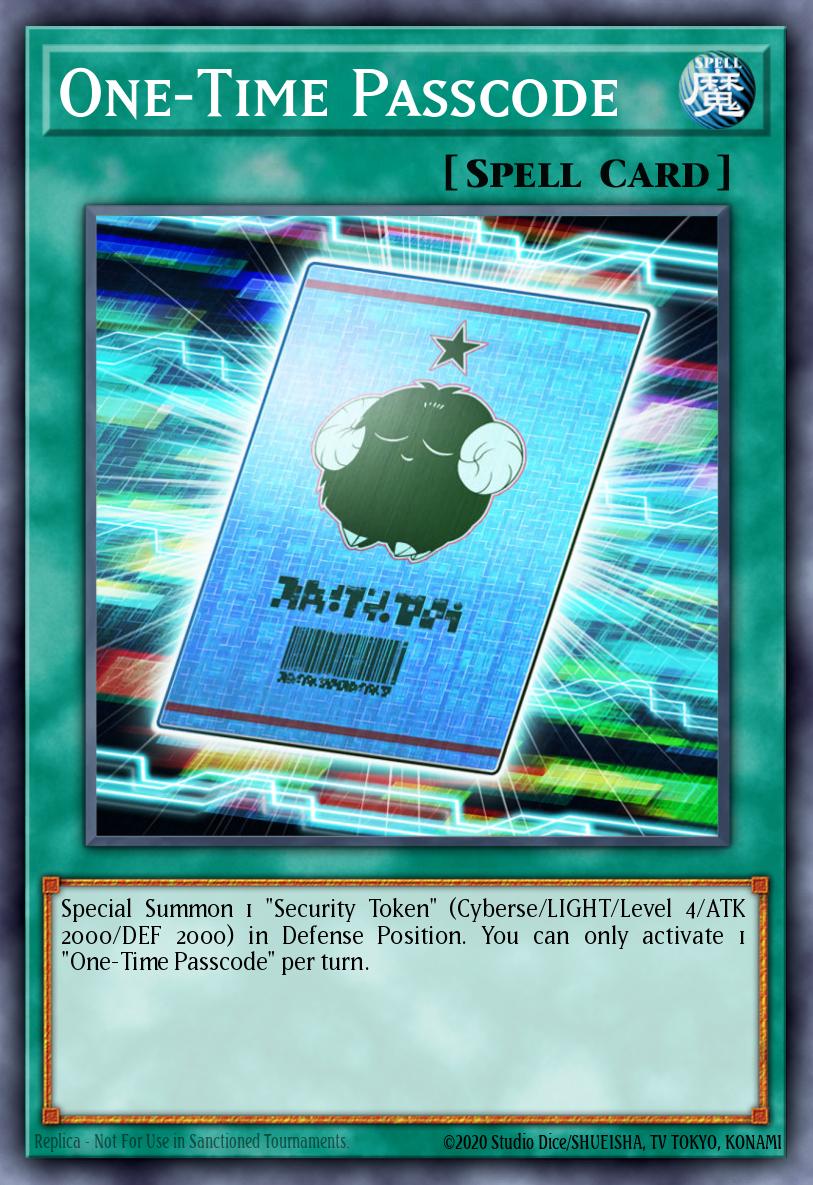 One-Time Passcode
SPELL
魔
[Spell Card]
Special Summon 1 "Security Token" (Cyberse/LIGHT/Level 4/ATK
2000/DEF 2000) in Defense Position. You can only activate 1
"One-Time Passcode" per turn.
Replica - Not For Use in Sanctioned Tournaments.
©2020 Studio Dice/SHUEISHA, TV TOKYO, KONAMI